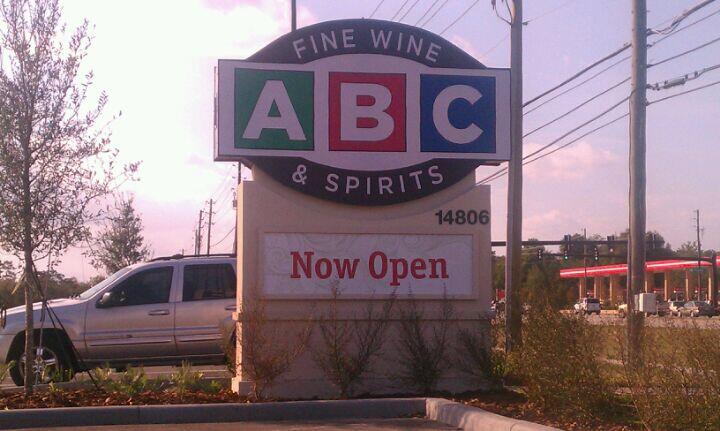 FINE WINE
ABC
& SPIRITS
14806
Now Open